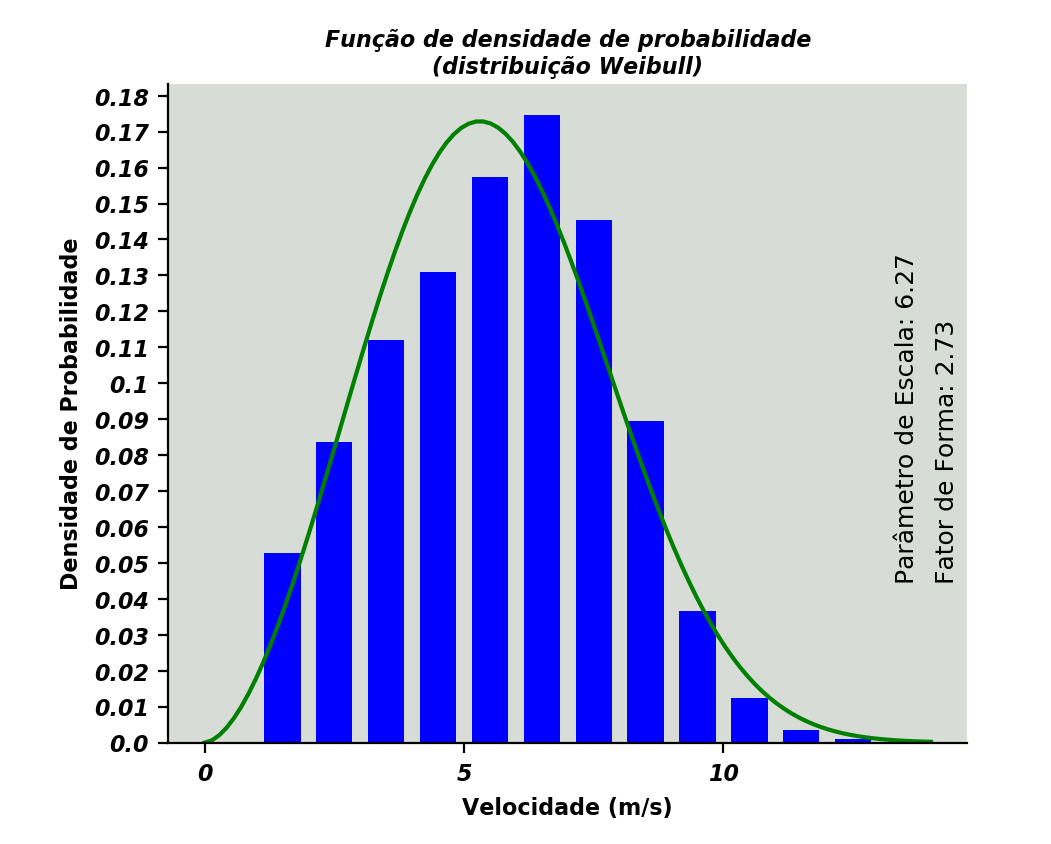 Função de densidade de probabilidade
(distribuição Weibull)
0.18
0.17
0.16
0.15
0.14
0.13
0.12
0.11
0.1
0.09
0.08
0.07
0.06
0.05
0.04
0.03
0.02
0.01
0.0
Densidade de Probabilidade
Parâmetro de Escala: 6.27
Fator de Forma: 2.73
0 5 10
Velocidade (m/s)